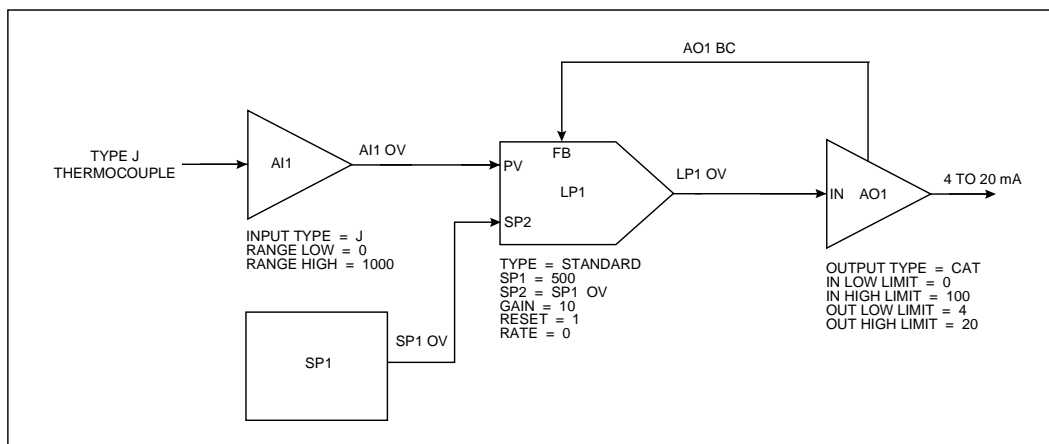 AO1 BC
TYPE J
THERMOCOUPLE
AI1
AI1 OV
PV
FB
LP1
SP2
LP1 OV
IN
AO1
4 TO 20 mA
INPUT TYPE = J
RANGE LOW = 0
RANGE HIGH = 1000
TYPE = STANDARD
SP1 = 500
SP2 = SP1 OV
GAIN = 10
RESET = 1
RATE = 0
OUTPUT TYPE = CAT
IN LOW LIMIT = 0
IN HIGH LIMIT = 100
OUT LOW LIMIT = 4
OUT HIGH LIMIT = 20
SP1
SP1 OV